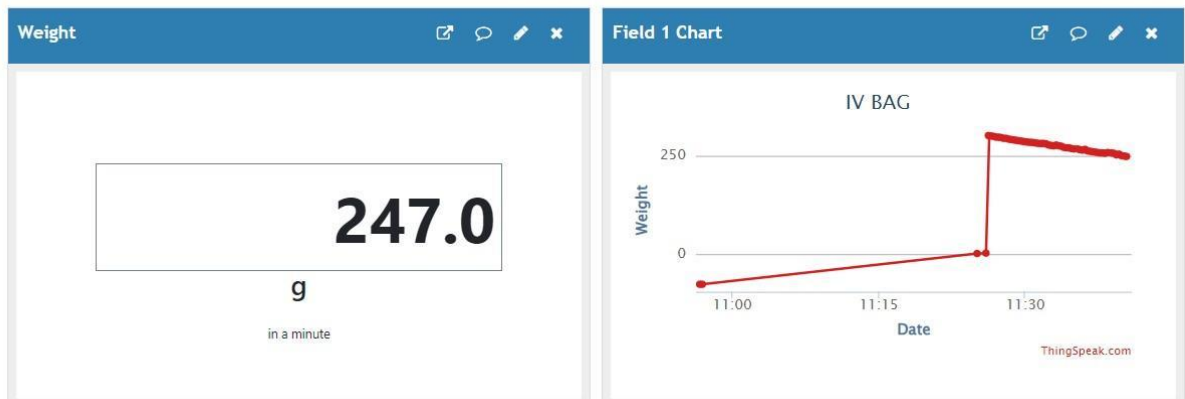 Weight
247.0
g
in a minute
Field 1 Chart
IV BAG
Weight
250
0
11:00 11:15 11:30
Date
ThingSpeak.com